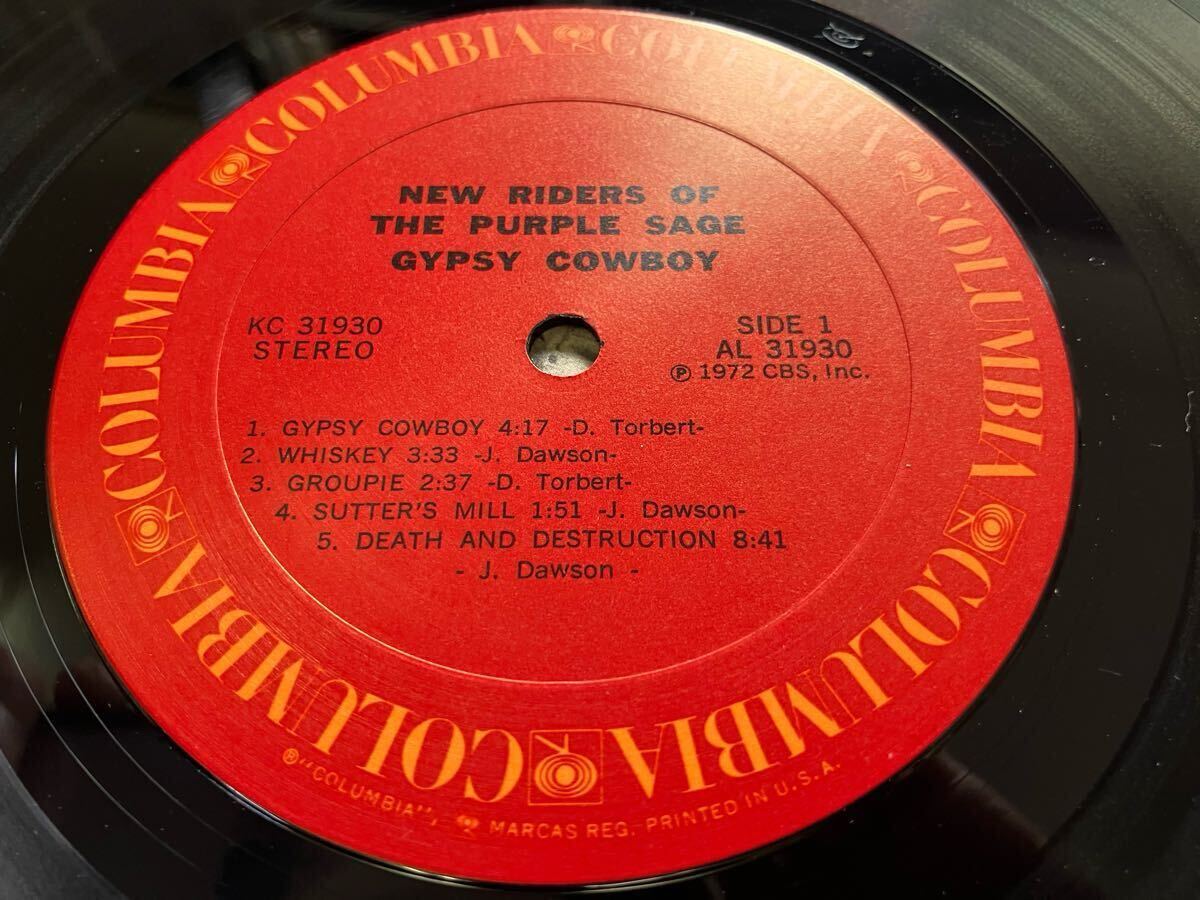 COLUMBIA COLUMBIA COLUMBIA COLUMBIA COLUMBIA COLUMBIA COLUMBIA COLUMBIA
NEW RIDERS OF
THE PURPLE SAGE
GYPSY COWBOY
KC 31930
STEREO
SIDE 1
AL 31930
Ⓟ 1972 CBS, Inc.
1. GYPSY COWBOY 4:17 -D. Torbert-
2. WHISKEY 3:33 -J. Dawson-
3. GROUPIE 2:37 -D. Torbert-
4. SUTTER'S MILL 1:51 -J. Dawson-
5. DEATH AND DESTRUCTION 8:41
- J. Dawson -
® "COLUMBIA", MARCAS REG. PRINTED IN U.S.A.